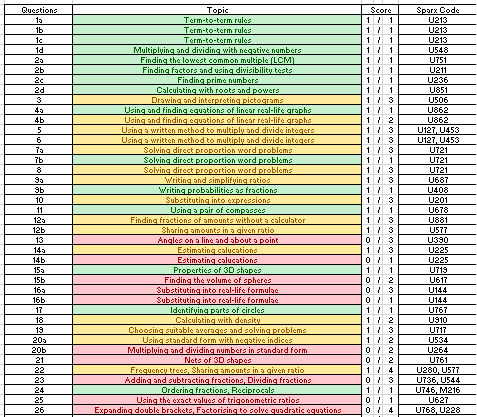 Questions Topic Score Sparx Code
1a Term-to-term rules 1 / 1 U213
1b Term-to-term rules 1 / 1 U213
1c Term-to-term rules 1 / 1 U213
1d Multiplying and dividing with negative numbers 1 / 1 U548
2a Finding the lowest common multiple (LCM) 1 / 1 U751
2b Finding factors and using divisibility tests 1 / 1 U211
2c Finding prime numbers 1 / 1 U236
2d Calculating with roots and powers 1 / 1 U851
3 Drawing and interpreting pictograms 1 / 3 U506
4a Using and finding equations of linear real-life graphs 1 / 1 U862
4b Using and finding equations of linear real-life graphs 1 / 2 U862
5 Using a written method to multiply and divide integers 1 / 3 U127, U453
6 Using a written method to multiply and divide integers 1 / 3 U127, U453
7a Solving direct proportion word problems 1 / 3 U721
7b Solving direct proportion word problems 1 / 1 U721
8 Solving direct proportion word problems 1 / 3 U721
9a Writing and simplifying ratios 1 / 3 U687
9b Writing probabilities as fractions 1 / 1 U408
10 Substituting into expressions 1 / 3 U201
11 Using a pair of compasses 1 / 1 U678
12a Finding fractions of amounts without a calculator 1 / 3 U881
12b Sharing amounts in a given ratio 1 / 3 U577
13 Angles on a line and about a point 0 / 3 U390
14a Estimating calucations 1 / 3 U225
14b Estimating calucations 0 / 1 U225
15a Properties of 3D shapes 1 / 1 U719
15b Finding the volume of spheres 0 / 2 U617
16a Substituting into real-life formulae 0 / 3 U144
16b Substituting into real-life formulae 0 / 1 U144
17 Identifying parts of circles 1 / 1 U767
18 Calculating with density 1 / 2 U910
19 Choosing suitable averages and solving problems 1 / 3 U717
20a Using standard form with negative indices 1 / 2 U534
20b Multiplying and dividing numbers in standard form 0 / 2 U264
21 Nets of 3D shapes 0 / 2 U761
22 Frequency trees, Sharing amounts in a given ratio 1 / 4 U280, U577
23 Adding and subtracting fractions, Dividing fractions 0 / 3 U736, U544
24 Ordering fractions, Reciprocals 1 / 1 U746, M216
25 Using the exact values of trigonometric ratios 0 / 1 U627
26 Expanding double brackets, Factorising to solve quadratic equations 0 / 4 U768, U228